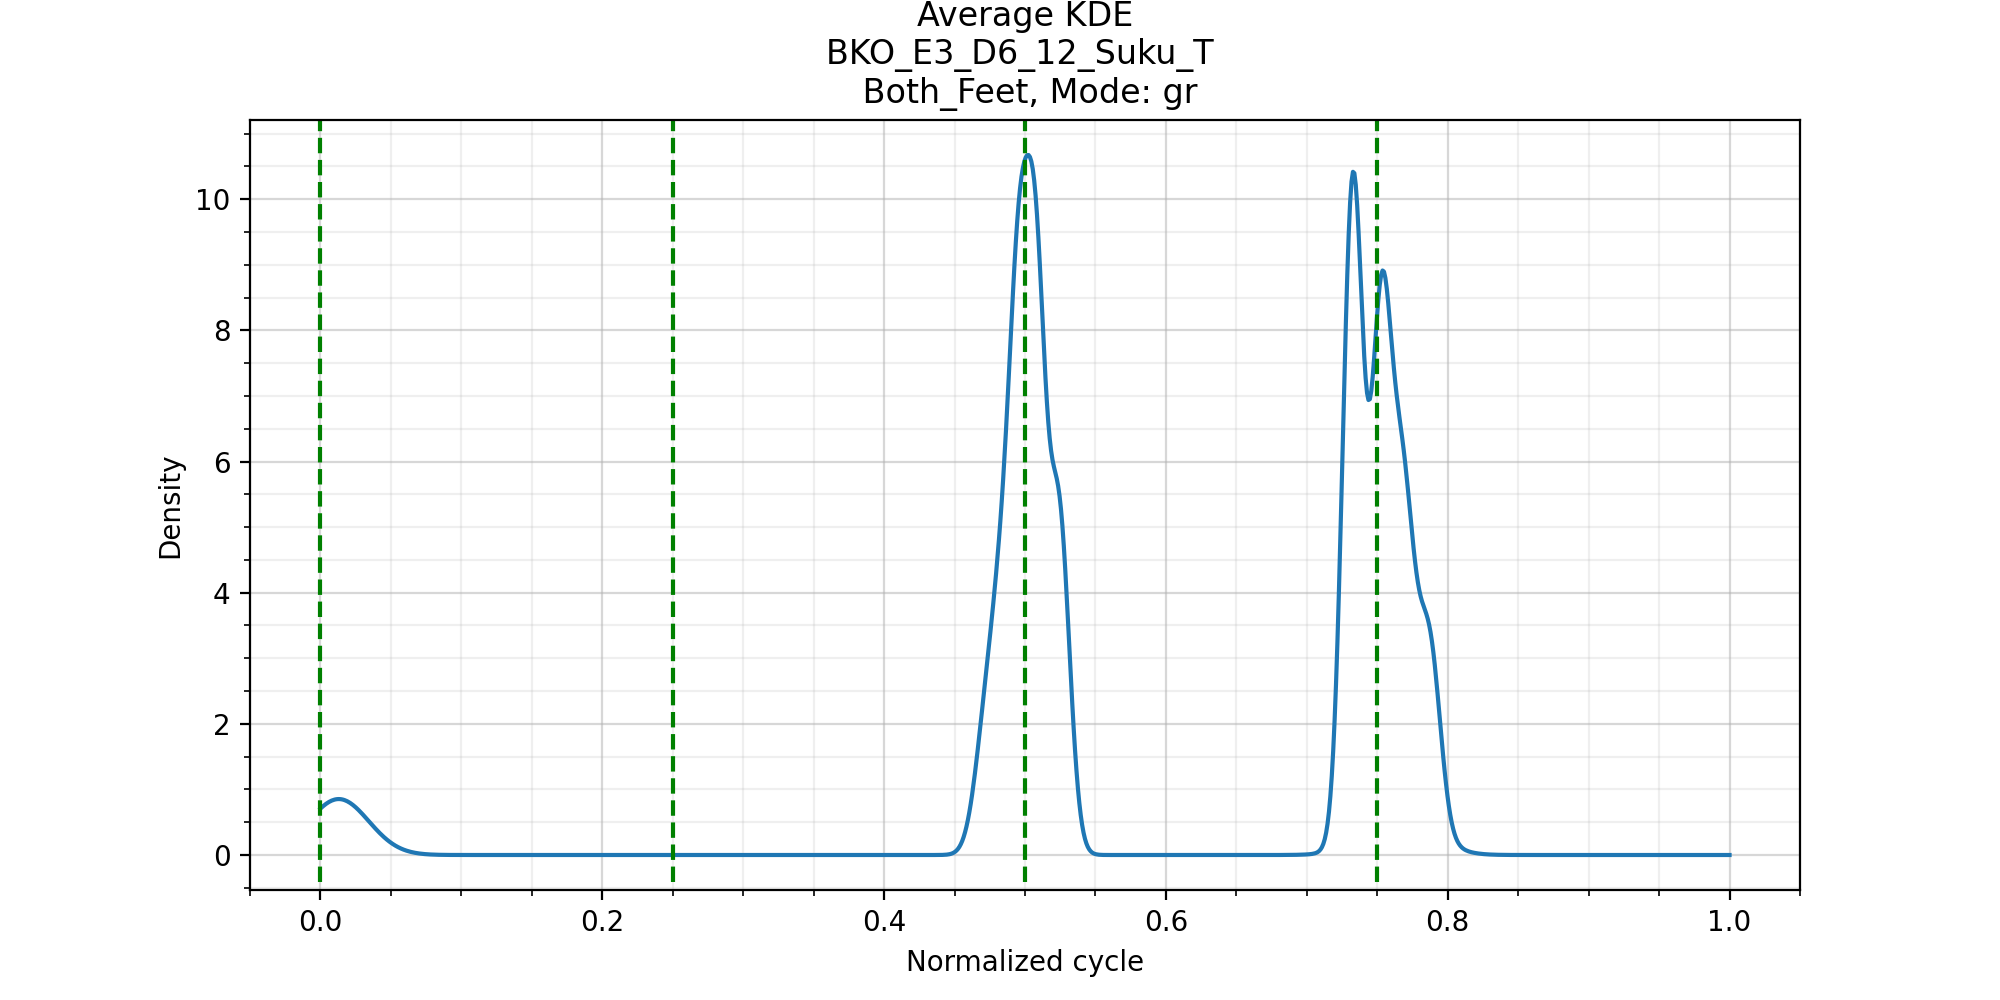 Average KDE
BKO_E3_D6_12_Suku_T
Both_Feet, Mode: gr
10
8
6
4
2
0
Density
0.0 0.2 0.4 0.6 0.8 1.0
Normalized cycle